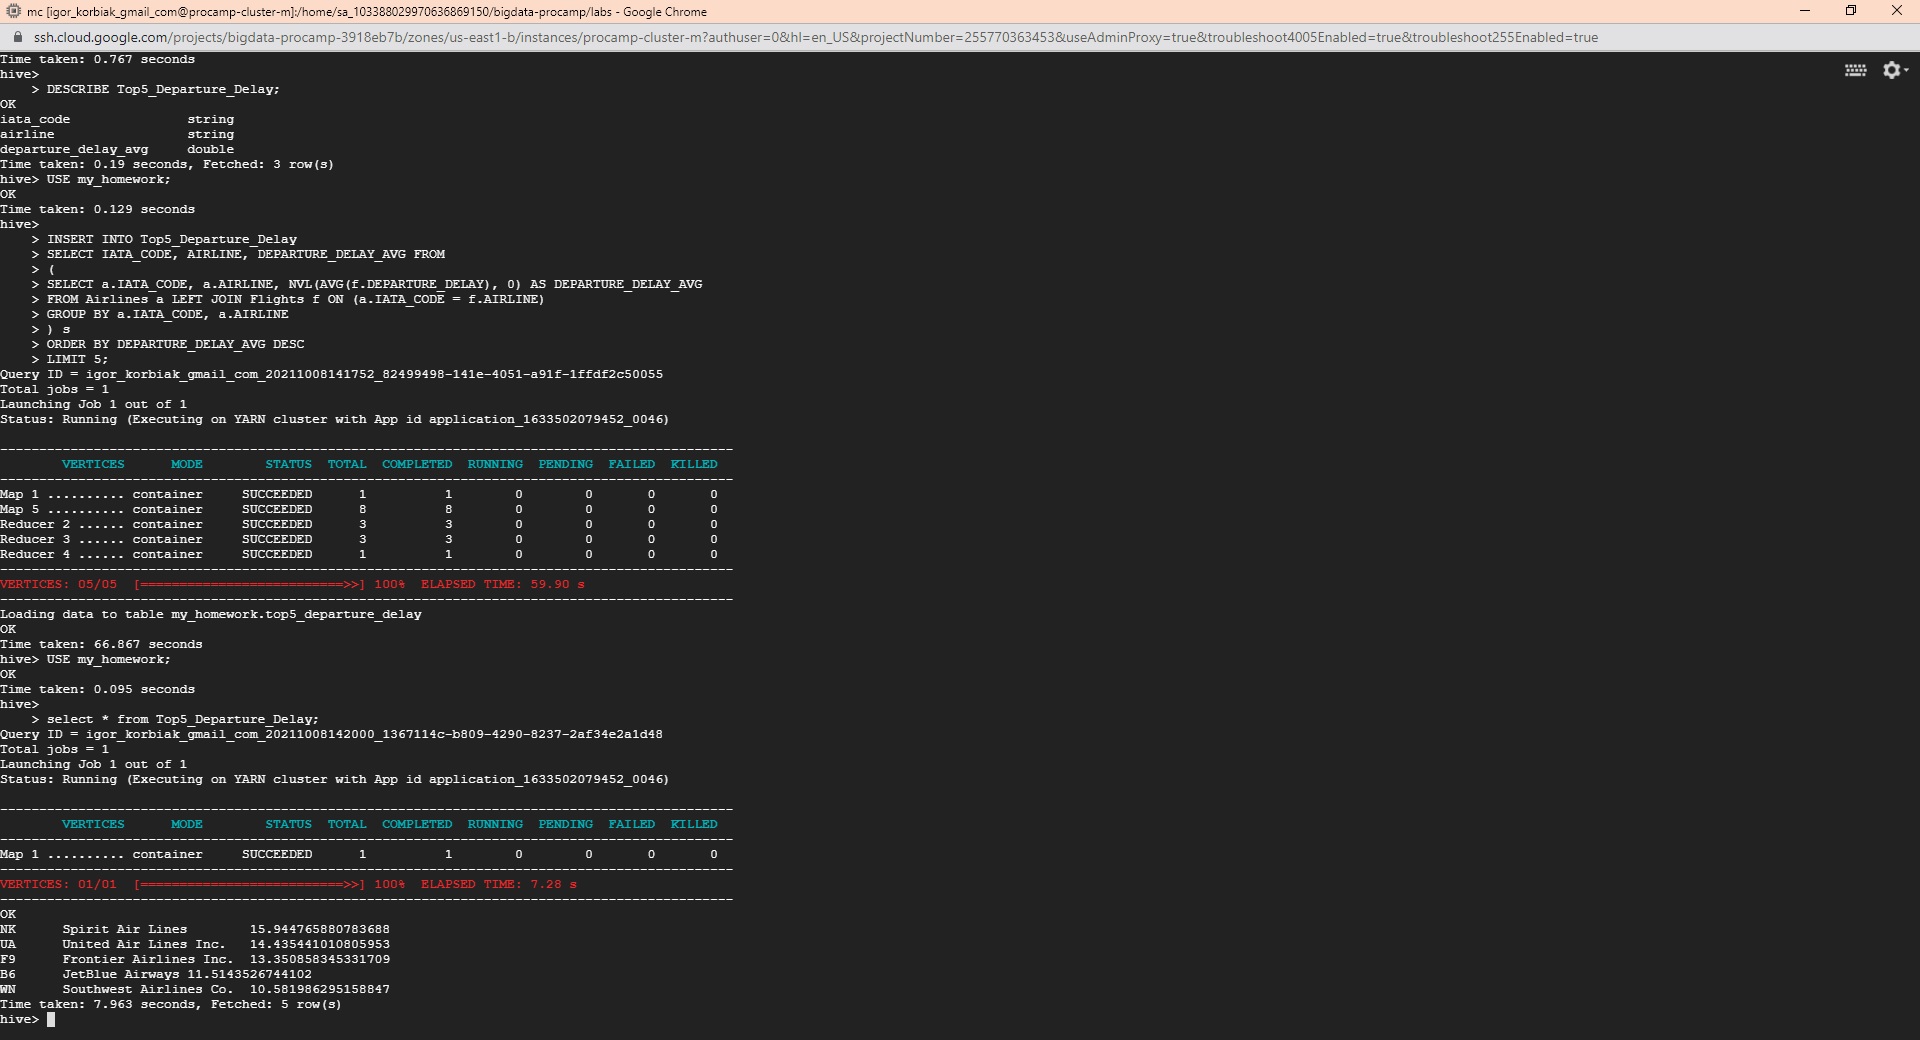 mc [igor_korbiak_gmail_com@procamp-cluster-m]:/home/sa_103388029970636869150/bigdata-procamp/labs - Google Chrome
ssh.cloud.google.com/projects/bigdata-procamp-3918eb7b/zones/us-east1-b/instances/procamp-cluster-m?authuser=0&hl=en_US&projectNumber=255770363453&useAdminProxy=true&troubleshoot4005Enabled=true&troubleshoot255Enabled=true
Time taken: 0.767 seconds
hive>
    > DESCRIBE Top5_Departure_Delay;
OK
iata_code               string
airline                 string
departure_delay_avg     double
Time taken: 0.19 seconds, Fetched: 3 row(s)
hive> USE my_homework;
OK
Time taken: 0.129 seconds
hive>
    > INSERT INTO Top5_Departure_Delay
    > SELECT IATA_CODE, AIRLINE, DEPARTURE_DELAY_AVG FROM
    > (
    > SELECT a.IATA_CODE, a.AIRLINE, NVL(AVG(f.DEPARTURE_DELAY), 0) AS DEPARTURE_DELAY_AVG
    > FROM Airlines a LEFT JOIN Flights f ON (a.IATA_CODE = f.AIRLINE)
    > GROUP BY a.IATA_CODE, a.AIRLINE
    > ) s
    > ORDER BY DEPARTURE_DELAY_AVG DESC
    > LIMIT 5;
Query ID = igor_korbiak_gmail_com_20211008141752_82499498-141e-4051-a91f-1ffdf2c50055
Total jobs = 1
Launching Job 1 out of 1
Status: Running (Executing on YARN cluster with App id application_1633502079452_0046)
----------------------------------------------------------------------------------------------
        VERTICES      MODE        STATUS  TOTAL  COMPLETED  RUNNING  PENDING  FAILED  KILLED
----------------------------------------------------------------------------------------------
Map 1 .......... container     SUCCEEDED      1          1        0        0       0       0
Map 5 .......... container     SUCCEEDED      8          8        0        0       0       0
Reducer 2 ...... container     SUCCEEDED      3          3        0        0       0       0
Reducer 3 ...... container     SUCCEEDED      3          3        0        0       0       0
Reducer 4 ...... container     SUCCEEDED      1          1        0        0       0       0
----------------------------------------------------------------------------------------------
VERTICES: 05/05  [==========================>>] 100%  ELAPSED TIME: 59.90 s
----------------------------------------------------------------------------------------------
Loading data to table my_homework.top5_departure_delay
OK
Time taken: 66.867 seconds
hive> USE my_homework;
OK
Time taken: 0.095 seconds
hive>
    > select * from Top5_Departure_Delay;
Query ID = igor_korbiak_gmail_com_20211008142000_1367114c-b809-4290-8237-2af34e2a1d48
Total jobs = 1
Launching Job 1 out of 1
Status: Running (Executing on YARN cluster with App id application_1633502079452_0046)
----------------------------------------------------------------------------------------------
        VERTICES      MODE        STATUS  TOTAL  COMPLETED  RUNNING  PENDING  FAILED  KILLED
----------------------------------------------------------------------------------------------
Map 1 .......... container     SUCCEEDED      1          1        0        0       0       0
----------------------------------------------------------------------------------------------
VERTICES: 01/01  [==========================>>] 100%  ELAPSED TIME: 7.28 s
----------------------------------------------------------------------------------------------
OK
NK      Spirit Air Lines        15.944765880783688
UA      United Air Lines Inc.   14.435441010805953
F9      Frontier Airlines Inc.  13.350858345331709
B6      JetBlue Airways 11.5143526744102
WN      Southwest Airlines Co.  10.581986295158847
Time taken: 7.963 seconds, Fetched: 5 row(s)
hive>